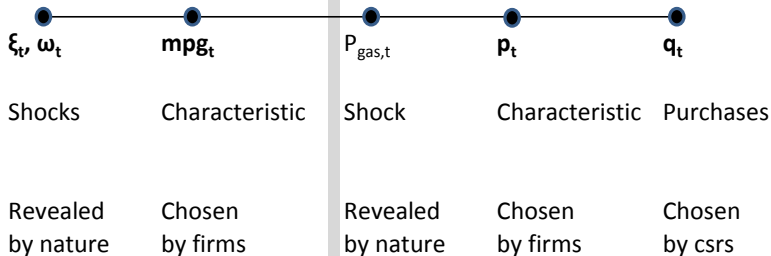 ξt, ωt mpgt Pgas,t pt qt
Shocks Characteristic Shock Characteristic Purchases
Revealed Chosen Revealed Chosen Chosen
by nature by firms by nature by firms by csrs